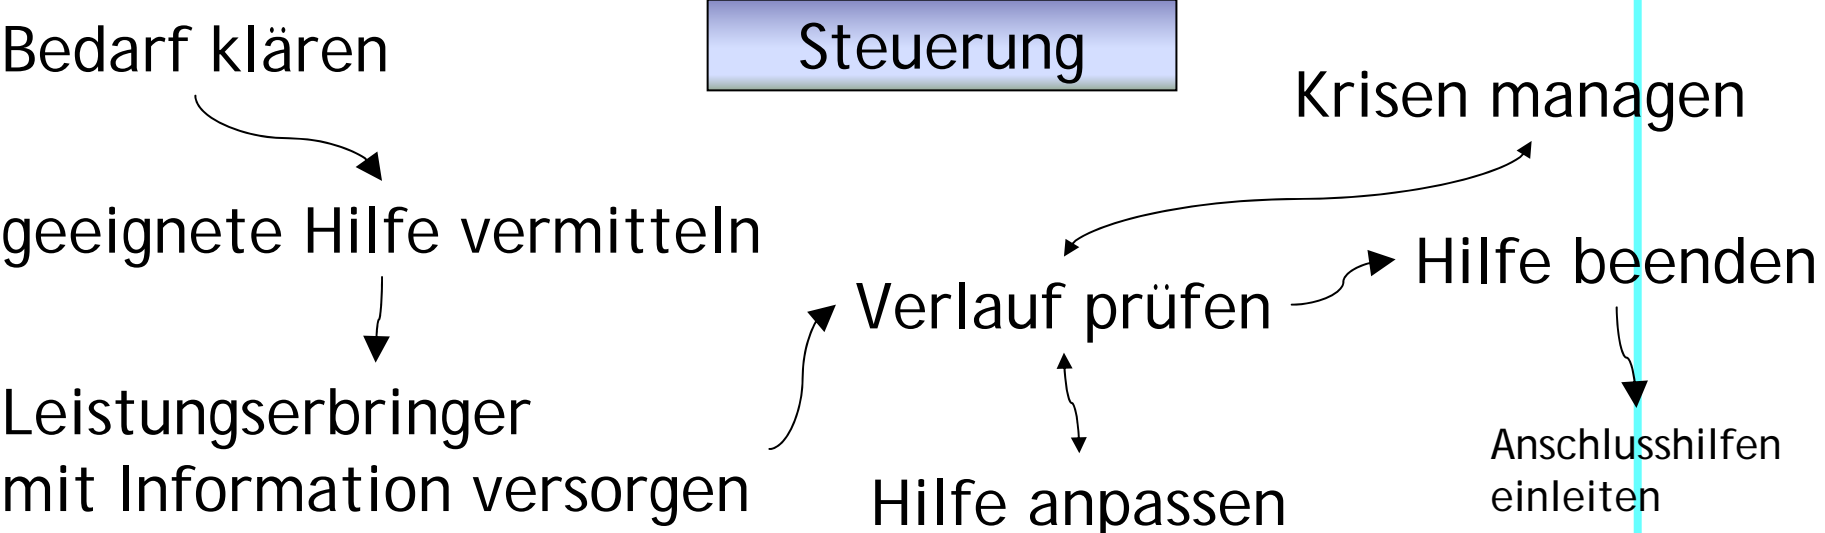 Steuerung
Bedarf klären
geeignete Hilfe vermitteln
Leistungserbringer
mit Information versorgen
Verlauf prüfen
Hilfe anpassen
Krisen managen
Hilfe beenden
Anschlusshilfen
einleiten